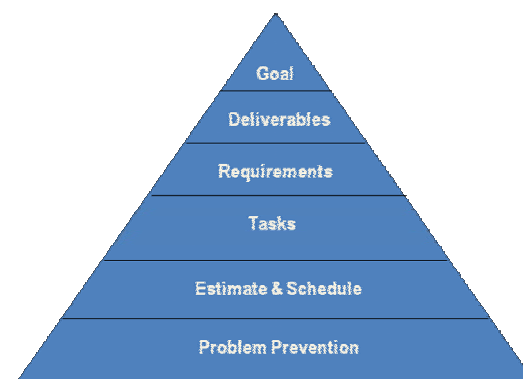 Goal
Deliverables
Requirements
Tasks
Estimate & Schedule
Problem Prevention